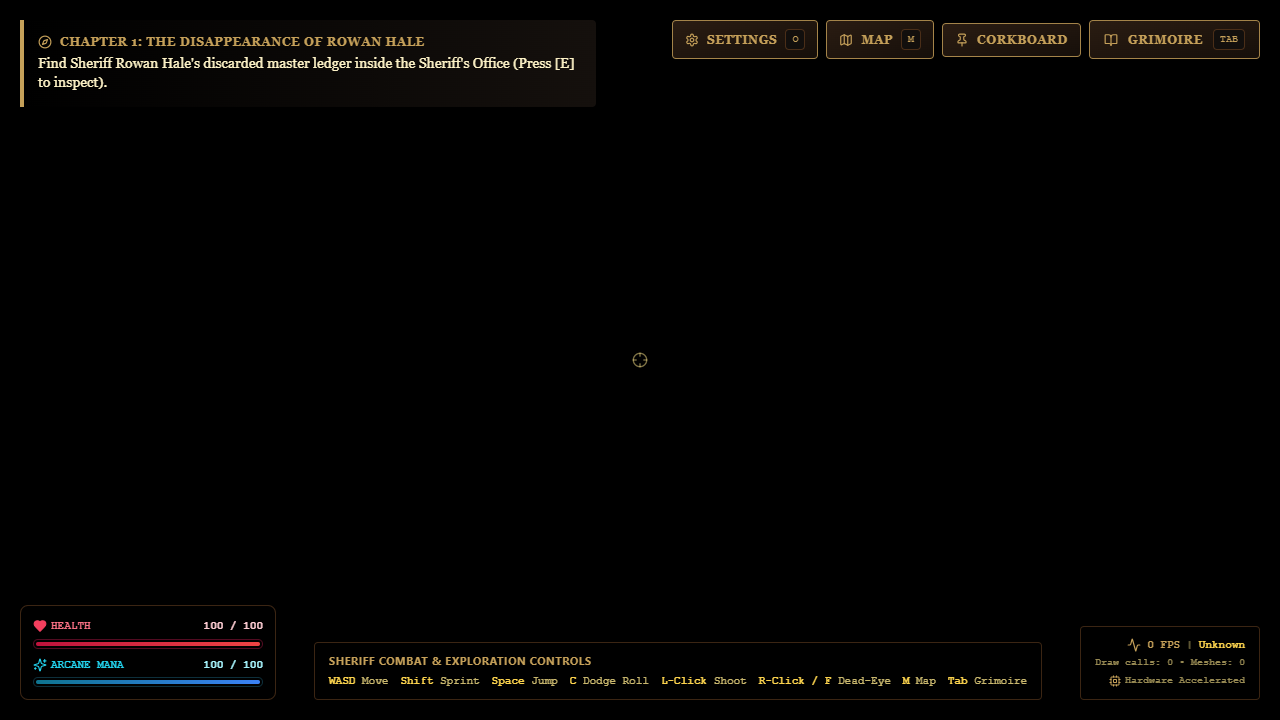 CHAPTER 1: THE DISAPPEARANCE OF ROWAN HALE
Find Sheriff Rowan Hale's discarded master ledger inside the Sheriff's Office (Press [E]
to inspect).
SETTINGS O
MAP M
CORKBOARD
GRIMOIRE TAB
HEALTH 100 / 100
ARCANE MANA 100 / 100
SHERIFF COMBAT & EXPLORATION CONTROLS
WASD Move Shift Sprint Space Jump C Dodge Roll L-Click Shoot R-Click / F Dead-Eye M Map Tab Grimoire
0 FPS | Unknown
Draw calls: 0 • Meshes: 0
Hardware Accelerated